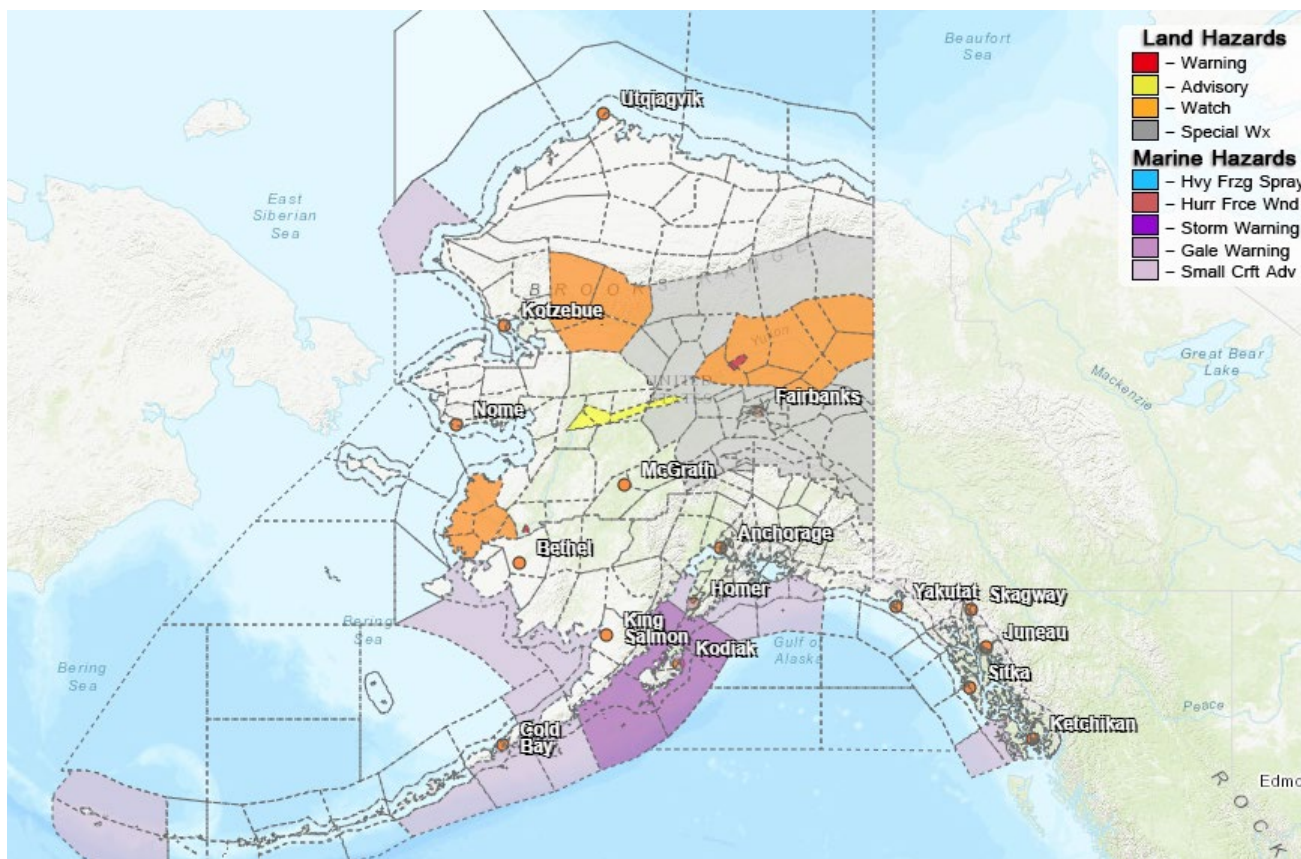 Land Hazards
– Warning
– Advisory
– Watch
– Special Wx
Marine Hazards
– Hvy Frzg Spray
– Hurr Frce Wnd
– Storm Warning
– Gale Warning
– Small Crft Adv
Beaufort
Sea
Utqiagvik
East
Siberian
Sea
BROOKS RANGE
Kotzebue
Yukon
Great Bear
Lake
Mackenzie
UNITED
Fairbanks
Nome
McGrath
Anchorage
Bethel
Homer
Yakutat
Skagway
King
Salmon
Bering
Sea
Juneau
Kodiak
Gulf o
Alaska
Bering
Sea
Sitka
Peace
Cold
Bay
Ketchikan
Edmo
ROCK